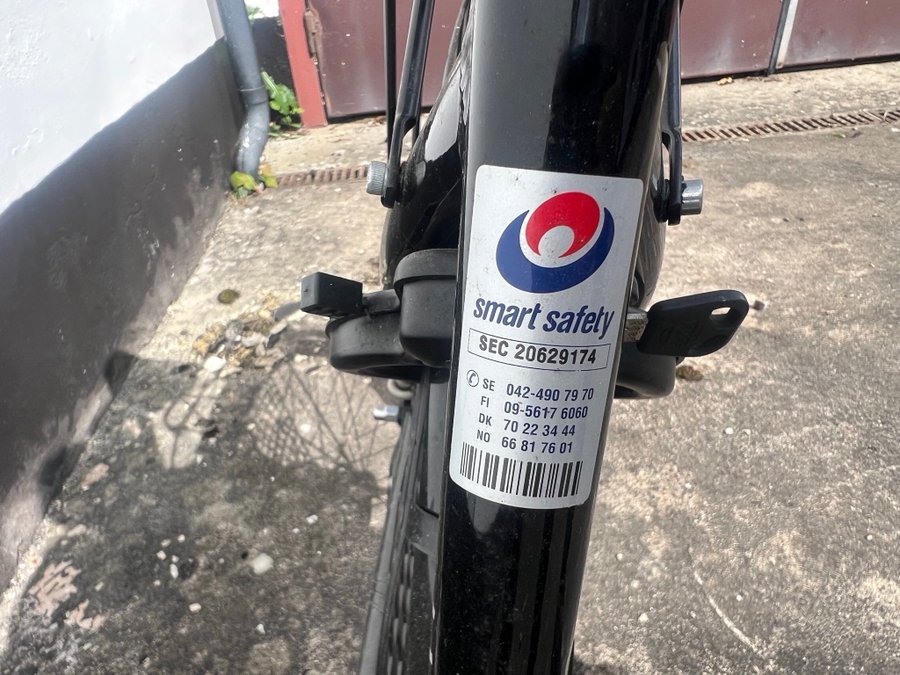 smart safety
SEC 20629174
SE 042-490 79 70
FI 09-5617 6060
DK 70 22 34 44
NO 66 81 76 01